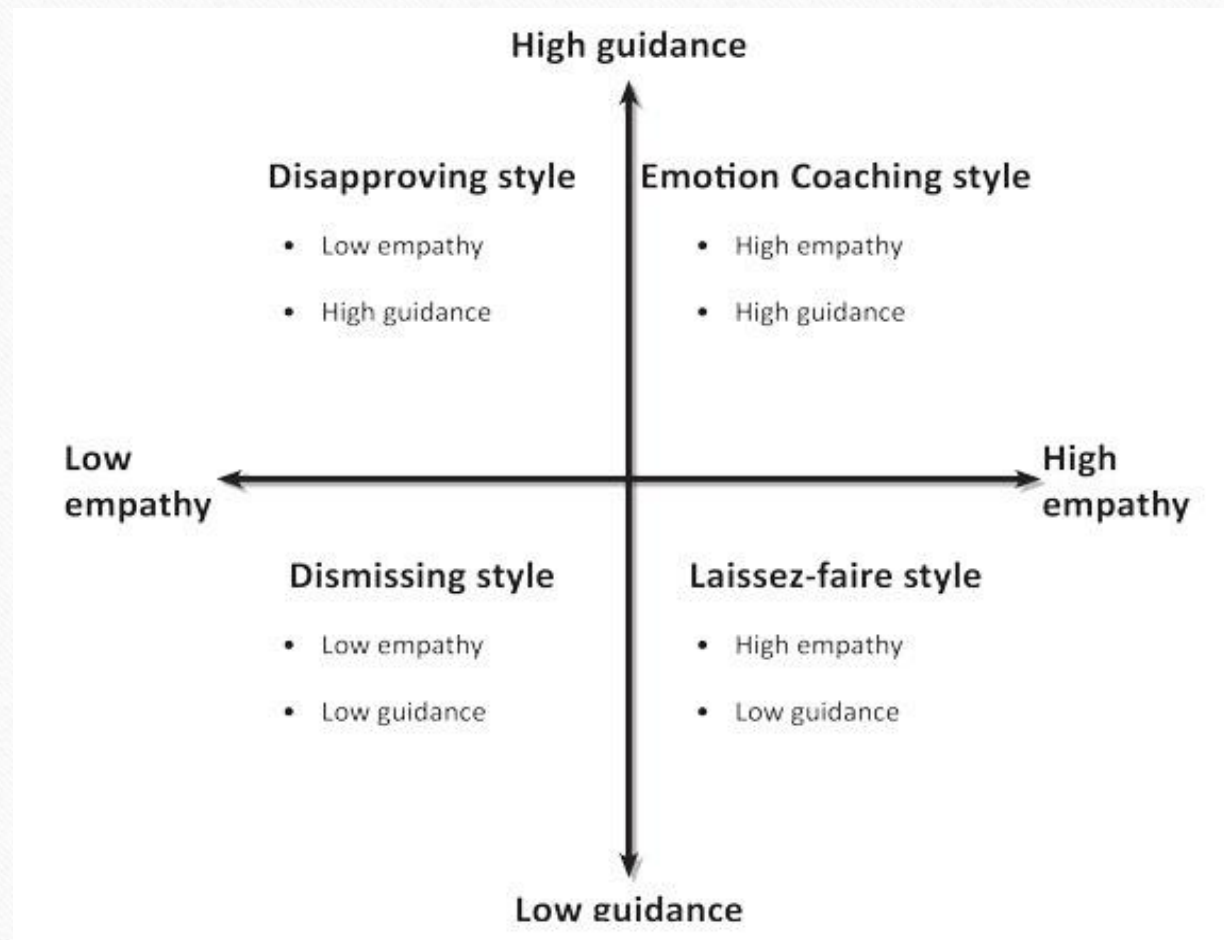 High guidance
Disapproving style
• Low empathy
• High guidance
Emotion Coaching style
• High empathy
• High guidance
Low
empathy
High
empathy
Dismissing style
• Low empathy
• Low guidance
Laissez-faire style
• High empathy
• Low guidance
Low guidance